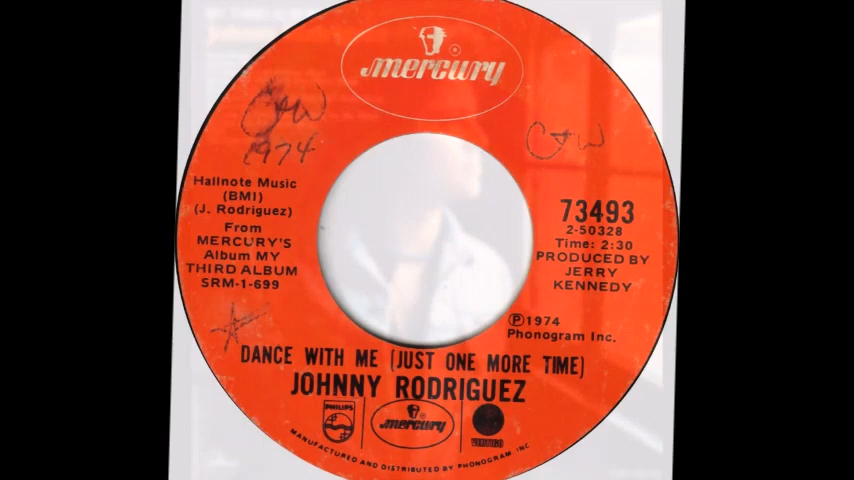 mercury
C+W
1974
C+W
Hallnote Music
(BMI)
(J. Rodriguez)
From
MERCURY'S
Album MY
THIRD ALBUM
SRM-1-699
73493
2-50328
Time: 2:30
PRODUCED BY
JERRY
KENNEDY
℗1974
Phonogram Inc.
DANCE WITH ME (JUST ONE MORE TIME)
JOHNNY RODRIGUEZ
PHILIPS
mercury
VERTIGO
MANUFACTURED AND DISTRIBUTED BY PHONOGRAM, INC.